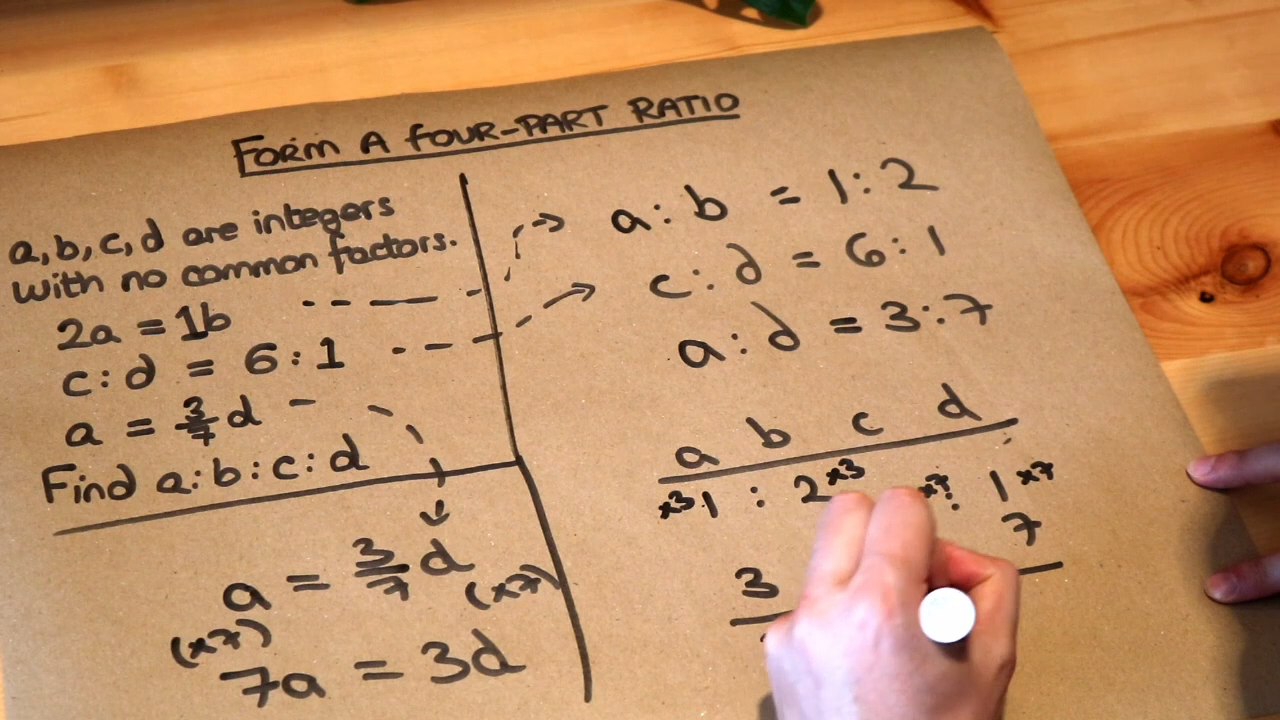 FORM A FOUR-PART RATIO
a, b, c, d are integers
with no common factors.
2a = 1b
c : d = 6 : 1
a = 3/7 d
Find a : b : c : d
a = 3/7 d
(x7) (x7)
7a = 3d
a : b = 1 : 2
c : d = 6 : 1
a : d = 3 : 7
a b c d
x3 1 : 2 x3 x7 : 1 x7
3 7